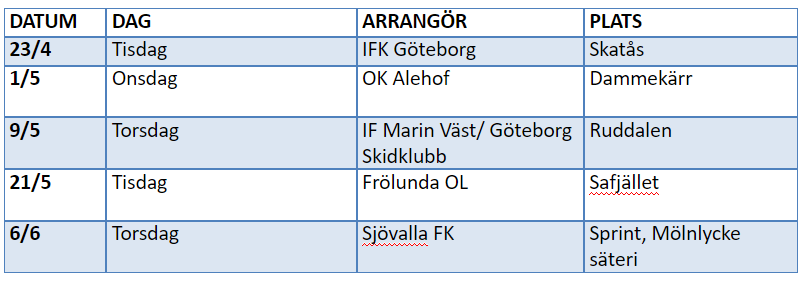 DATUM DAG ARRANGÖR PLATS
23/4 Tisdag IFK Göteborg Skatås
1/5 Onsdag OK Alehof Dammekärr
9/5 Torsdag IF Marin Väst/ Göteborg Ruddalen
Skidklubb
21/5 Tisdag Frölunda OL Safjället
6/6 Torsdag Sjövalla FK Sprint, Mölnlycke
säteri